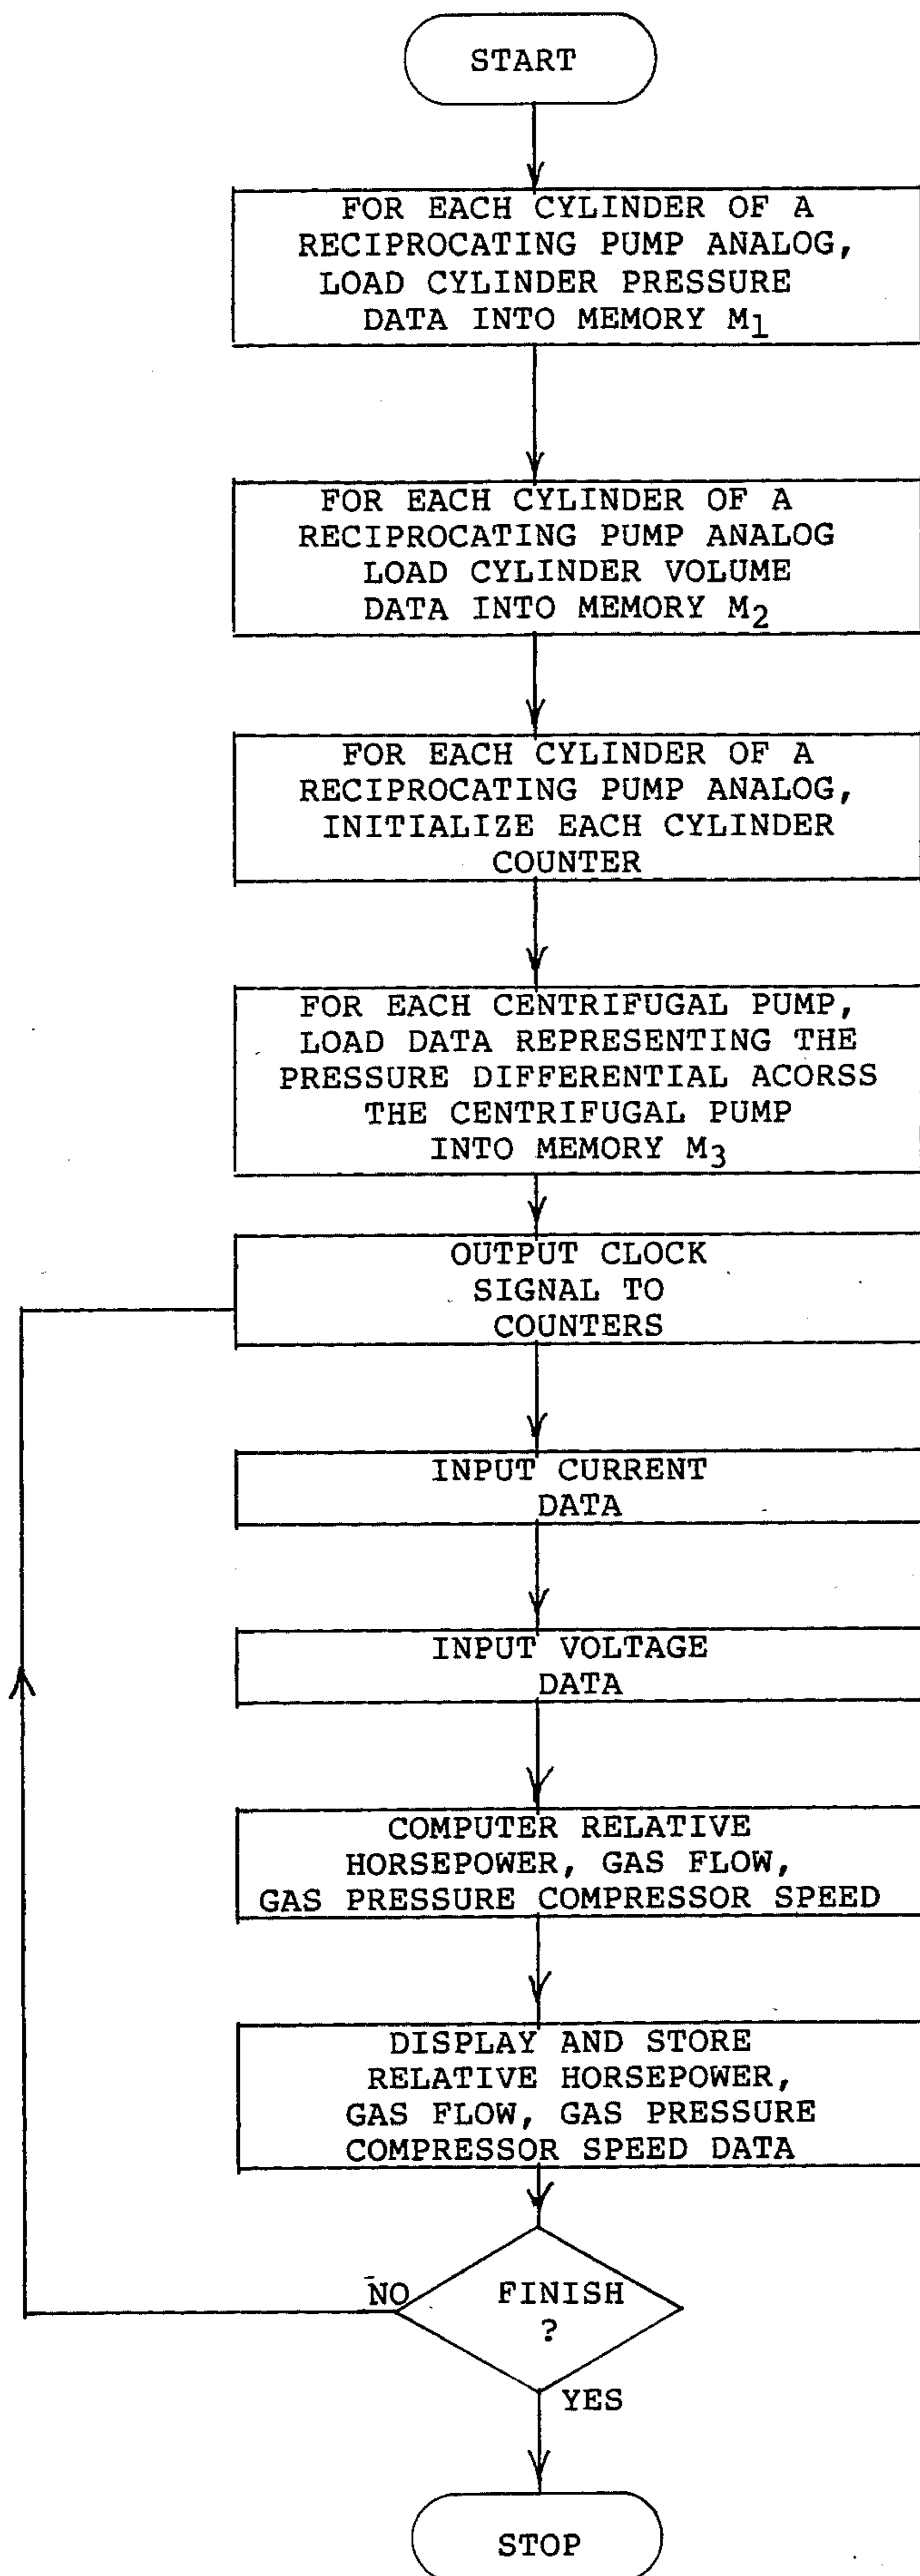 START
FOR EACH CYLINDER OF A
RECIPROCATING PUMP ANALOG,
LOAD CYLINDER PRESSURE
DATA INTO MEMORY M1
FOR EACH CYLINDER OF A
RECIPROCATING PUMP ANALOG
LOAD CYLINDER VOLUME
DATA INTO MEMORY M2
FOR EACH CYLINDER OF A
RECIPROCATING PUMP ANALOG,
INITIALIZE EACH CYLINDER
COUNTER
FOR EACH CENTRIFUGAL PUMP,
LOAD DATA REPRESENTING THE
PRESSURE DIFFERENTIAL ACORSS
THE CENTRIFUGAL PUMP
INTO MEMORY M3
OUTPUT CLOCK
SIGNAL TO
COUNTERS
INPUT CURRENT
DATA
INPUT VOLTAGE
DATA
COMPUTER RELATIVE
HORSEPOWER, GAS FLOW,
GAS PRESSURE COMPRESSOR SPEED
DISPLAY AND STORE
RELATIVE HORSEPOWER,
GAS FLOW, GAS PRESSURE
COMPRESSOR SPEED DATA
NO
FINISH
?
YES
STOP